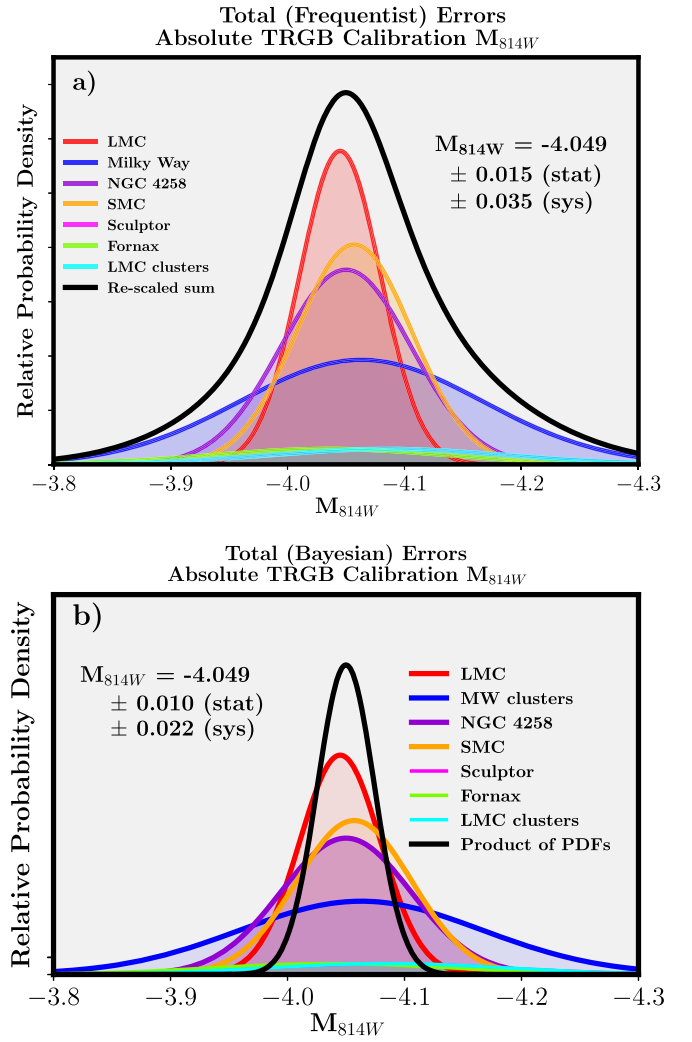 Total (Frequentist) Errors
Absolute TRGB Calibration M814W
a)
Relative Probability Density
LMC
Milky Way
NGC 4258
SMC
Sculptor
Fornax
LMC clusters
Re-scaled sum
M814W = -4.049
± 0.015 (stat)
± 0.035 (sys)
−3.8 −3.9 −4.0 −4.1 −4.2 −4.3
M814W
Total (Bayesian) Errors
Absolute TRGB Calibration M814W
b)
Relative Probability Density
M814W = -4.049
± 0.010 (stat)
± 0.022 (sys)
LMC
MW clusters
NGC 4258
SMC
Sculptor
Fornax
LMC clusters
Product of PDFs
−3.8 −3.9 −4.0 −4.1 −4.2 −4.3
M814W